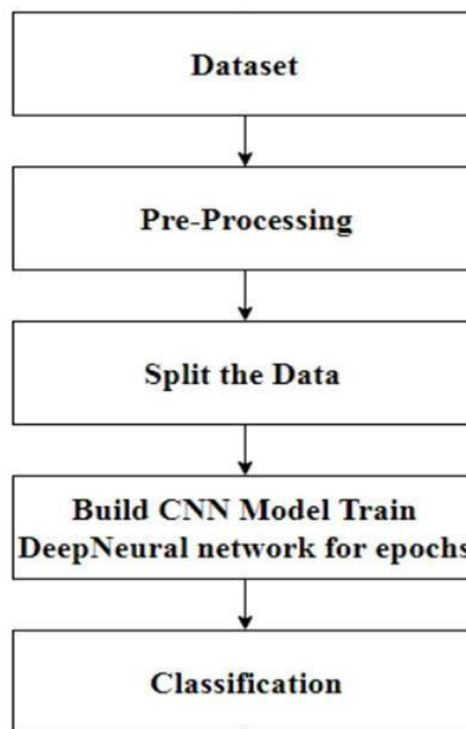 Dataset
Pre-Processing
Split the Data
Build CNN Model Train
DeepNeural network for epochs
Classification